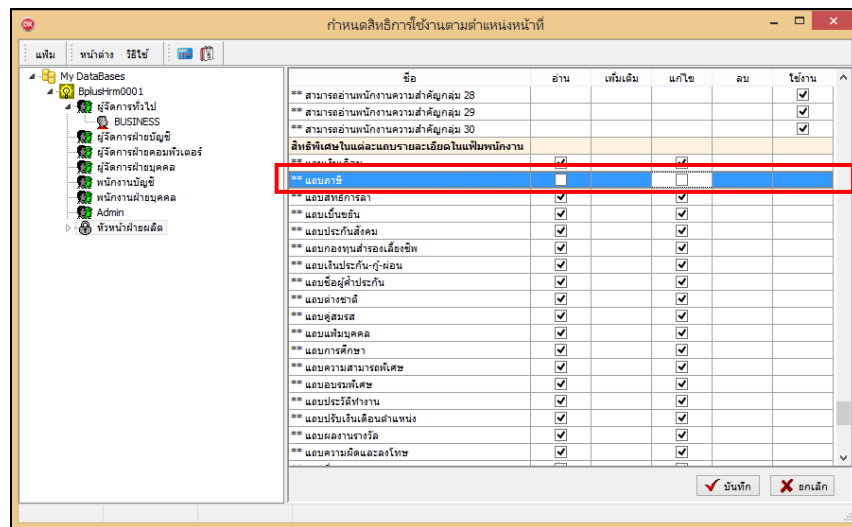 กำหนดสิทธิการใช้งานตามตำแหน่งหน้าที่
แฟ้ม หน้าต่าง วิธีใช้
My DataBases
BplusHrm0001
ผู้จัดการทั่วไป
BUSINESS
ผู้จัดการฝ่ายบัญชี
ผู้จัดการฝ่ายคอมพิวเตอร์
ผู้จัดการฝ่ายบุคคล
พนักงานบัญชี
พนักงานฝ่ายบุคคล
Admin
หัวหน้าฝ่ายผลิต
ชื่อ อ่าน เพิ่มเติม แก้ไข ลบ ใช้งาน
** สามารถอ่านพนักงานความสำคัญกลุ่ม 28
** สามารถอ่านพนักงานความสำคัญกลุ่ม 29
** สามารถอ่านพนักงานความสำคัญกลุ่ม 30
สิทธิพิเศษในแต่ละแถบรายละเอียดในแฟ้มพนักงาน
** แถบเงินเดือน
** แถบภาษี
** แถบสิทธิการลา
** แถบเบี้ยขยัน
** แถบประกันสังคม
** แถบกองทุนสำรองเลี้ยงชีพ
** แถบเงินประกัน-กู้-ผ่อน
** แถบชื่อผู้ค้ำประกัน
** แถบต่างชาติ
** แถบคู่สมรส
** แถบแฟ้มบุคคล
** แถบการศึกษา
** แถบความสามารถพิเศษ
** แถบอบรมพิเศษ
** แถบประวัติทำงาน
** แถบปรับเงินเดือนตำแหน่ง
** แถบผลงานรางวัล
** แถบความผิดและลงโทษ
บันทึก ยกเลิก